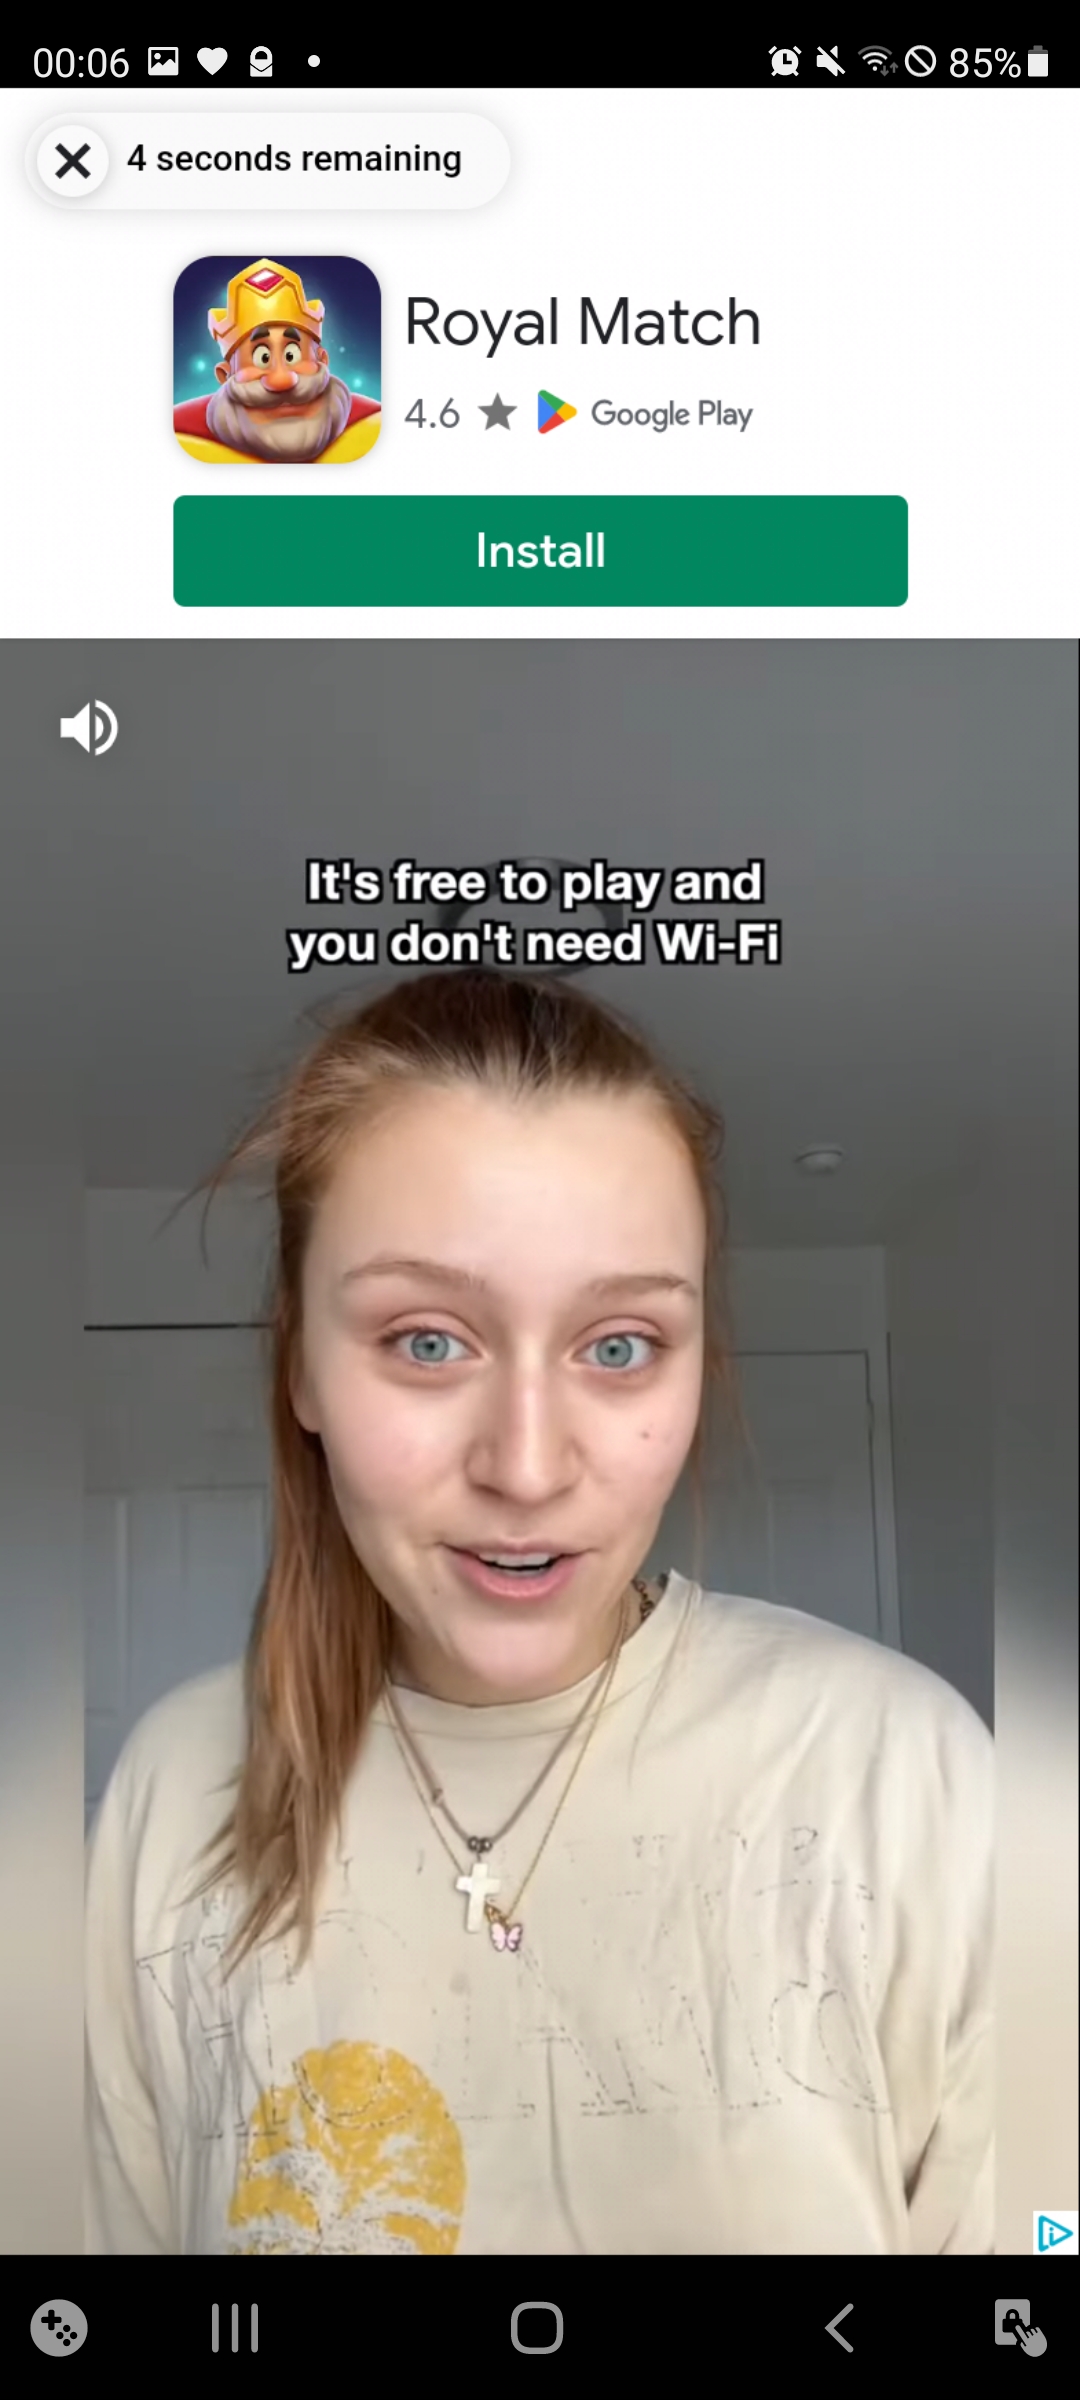 00:06 85%
4 seconds remaining
Royal Match
4.6 Google Play
Install
It's free to play and
you don't need Wi-Fi